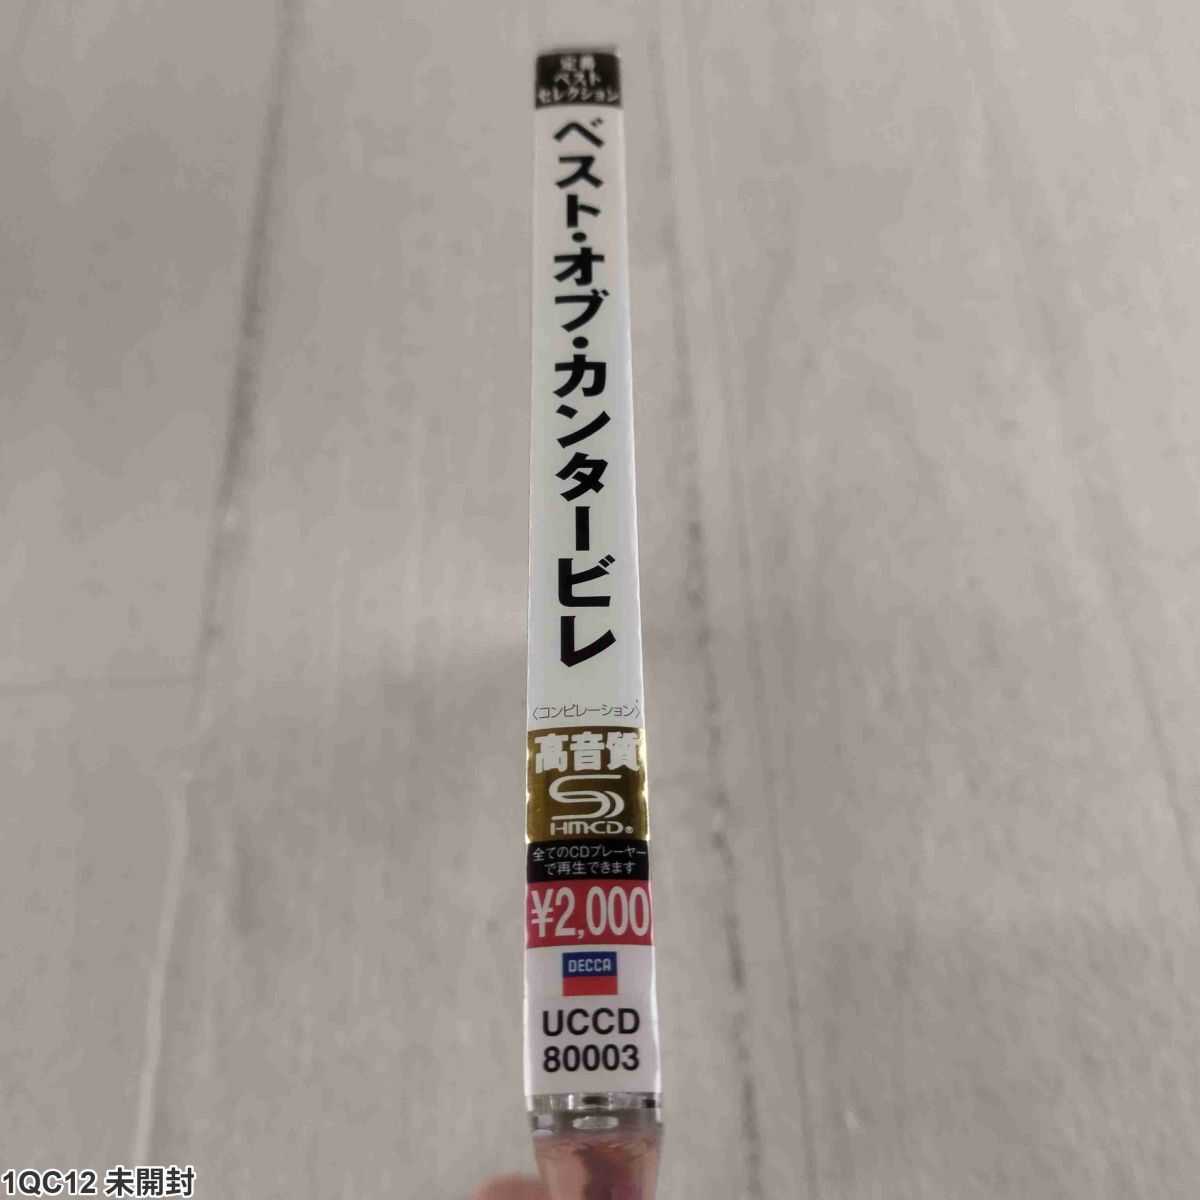 定番
ベスト
セレクション
ベスト・オブ・カンタービレ
〈コンピレーション〉
高音質
SHM-CD®
全てのCDプレーヤー
で再生できます
¥2,000
DECCA
UCCD
80003
1QC12 未開封